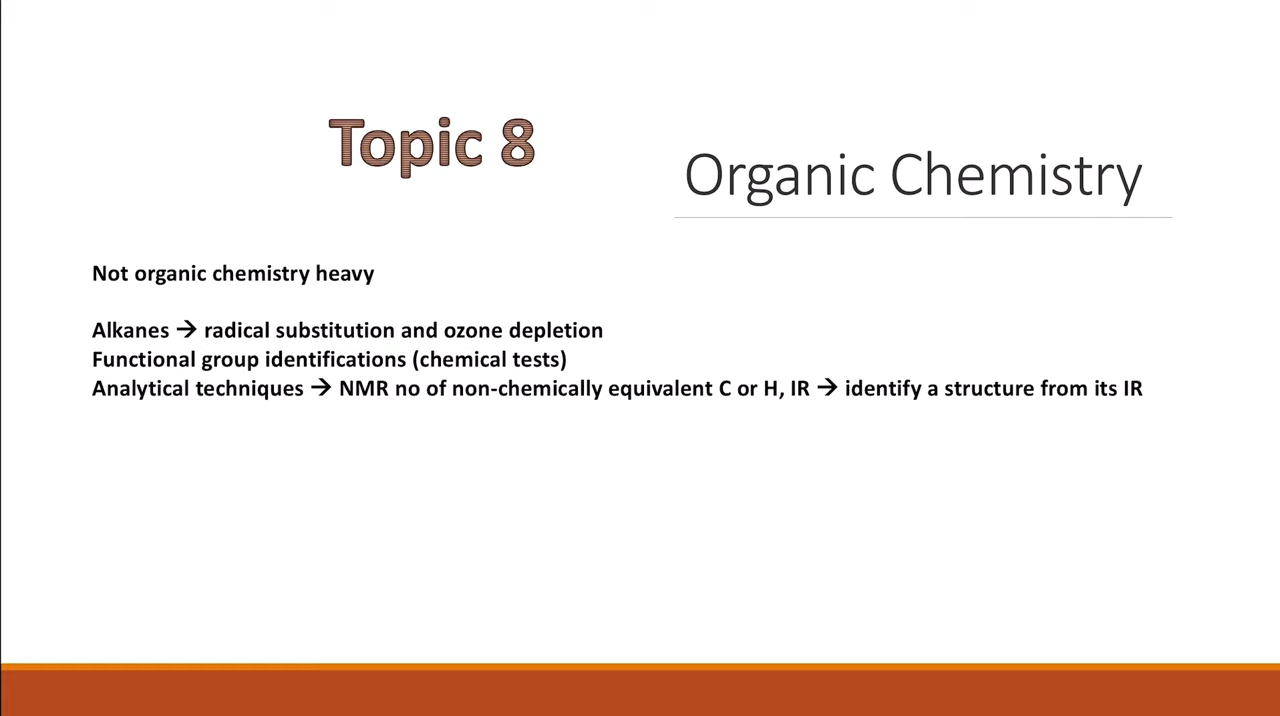 Topic 8
Organic Chemistry
Not organic chemistry heavy
Alkanes → radical substitution and ozone depletion
Functional group identifications (chemical tests)
Analytical techniques → NMR no of non-chemically equivalent C or H, IR → identify a structure from its IR